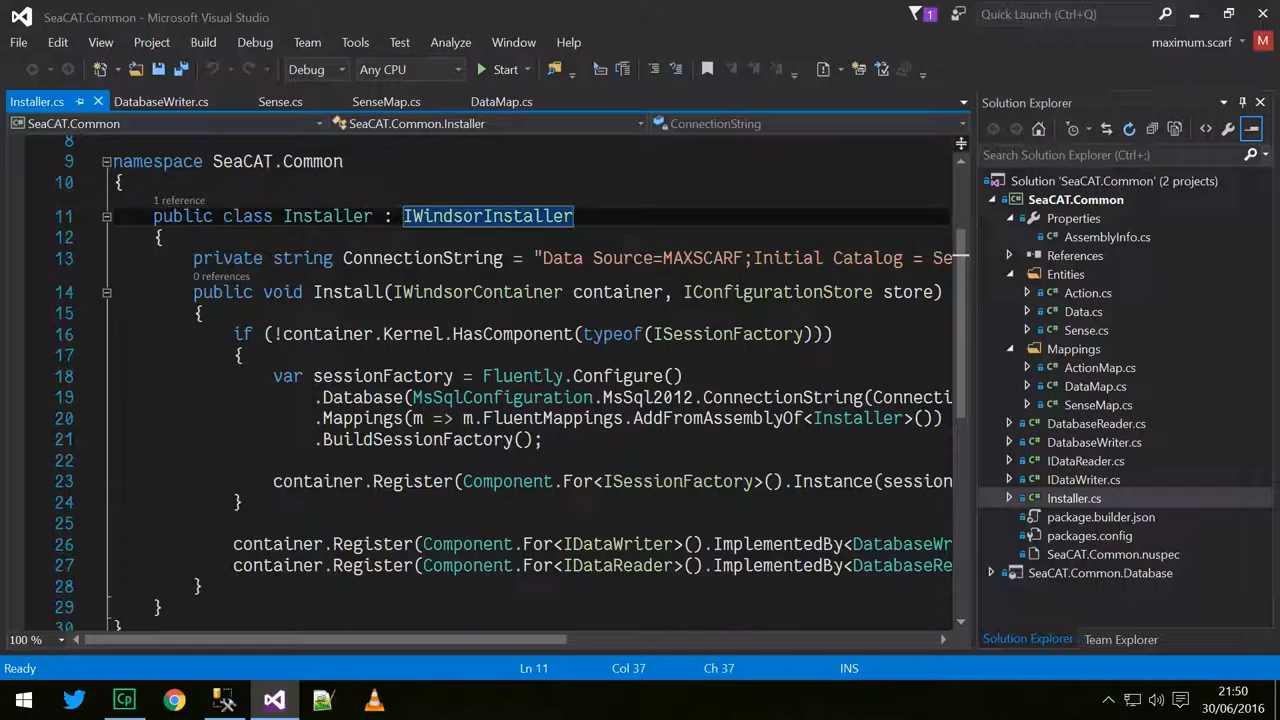 SeaCAT.Common - Microsoft Visual Studio
1
Quick Launch (Ctrl+Q)
File Edit View Project Build Debug Team Tools Test Analyze Window Help
maximum.scarf M
Debug Any CPU Start
Installer.cs DatabaseWriter.cs Sense.cs SenseMap.cs DataMap.cs
SeaCAT.Common SeaCAT.Common.Installer ConnectionString
8
9 namespace SeaCAT.Common
10 {
1 reference
11 public class Installer : IWindsorInstaller
12 {
13 private string ConnectionString = "Data Source=MAXSCARF;Initial Catalog = Se
0 references
14 public void Install(IWindsorContainer container, IConfigurationStore store)
15 {
16 if (!container.Kernel.HasComponent(typeof(ISessionFactory)))
17 {
18 var sessionFactory = Fluently.Configure()
19 .Database(MsSqlConfiguration.MsSql2012.ConnectionString(Connecti
20 .Mappings(m => m.FluentMappings.AddFromAssemblyOf<Installer>())
21 .BuildSessionFactory();
22
23 container.Register(Component.For<ISessionFactory>().Instance(session
24 }
25
26 container.Register(Component.For<IDataWriter>().ImplementedBy<DatabaseWr
27 container.Register(Component.For<IDataReader>().ImplementedBy<DatabaseRe
28 }
29 }
30 }
100 %
Solution Explorer
Search Solution Explorer (Ctrl+;)
Solution 'SeaCAT.Common' (2 projects)
SeaCAT.Common
Properties
AssemblyInfo.cs
References
Entities
Action.cs
Data.cs
Sense.cs
Mappings
ActionMap.cs
DataMap.cs
SenseMap.cs
DatabaseReader.cs
DatabaseWriter.cs
IDataReader.cs
IDataWriter.cs
Installer.cs
package.builder.json
packages.config
SeaCAT.Common.nuspec
SeaCAT.Common.Database
Solution Explorer Team Explorer
Ready Ln 11 Col 37 Ch 37 INS
Cp
21:50
30/06/2016